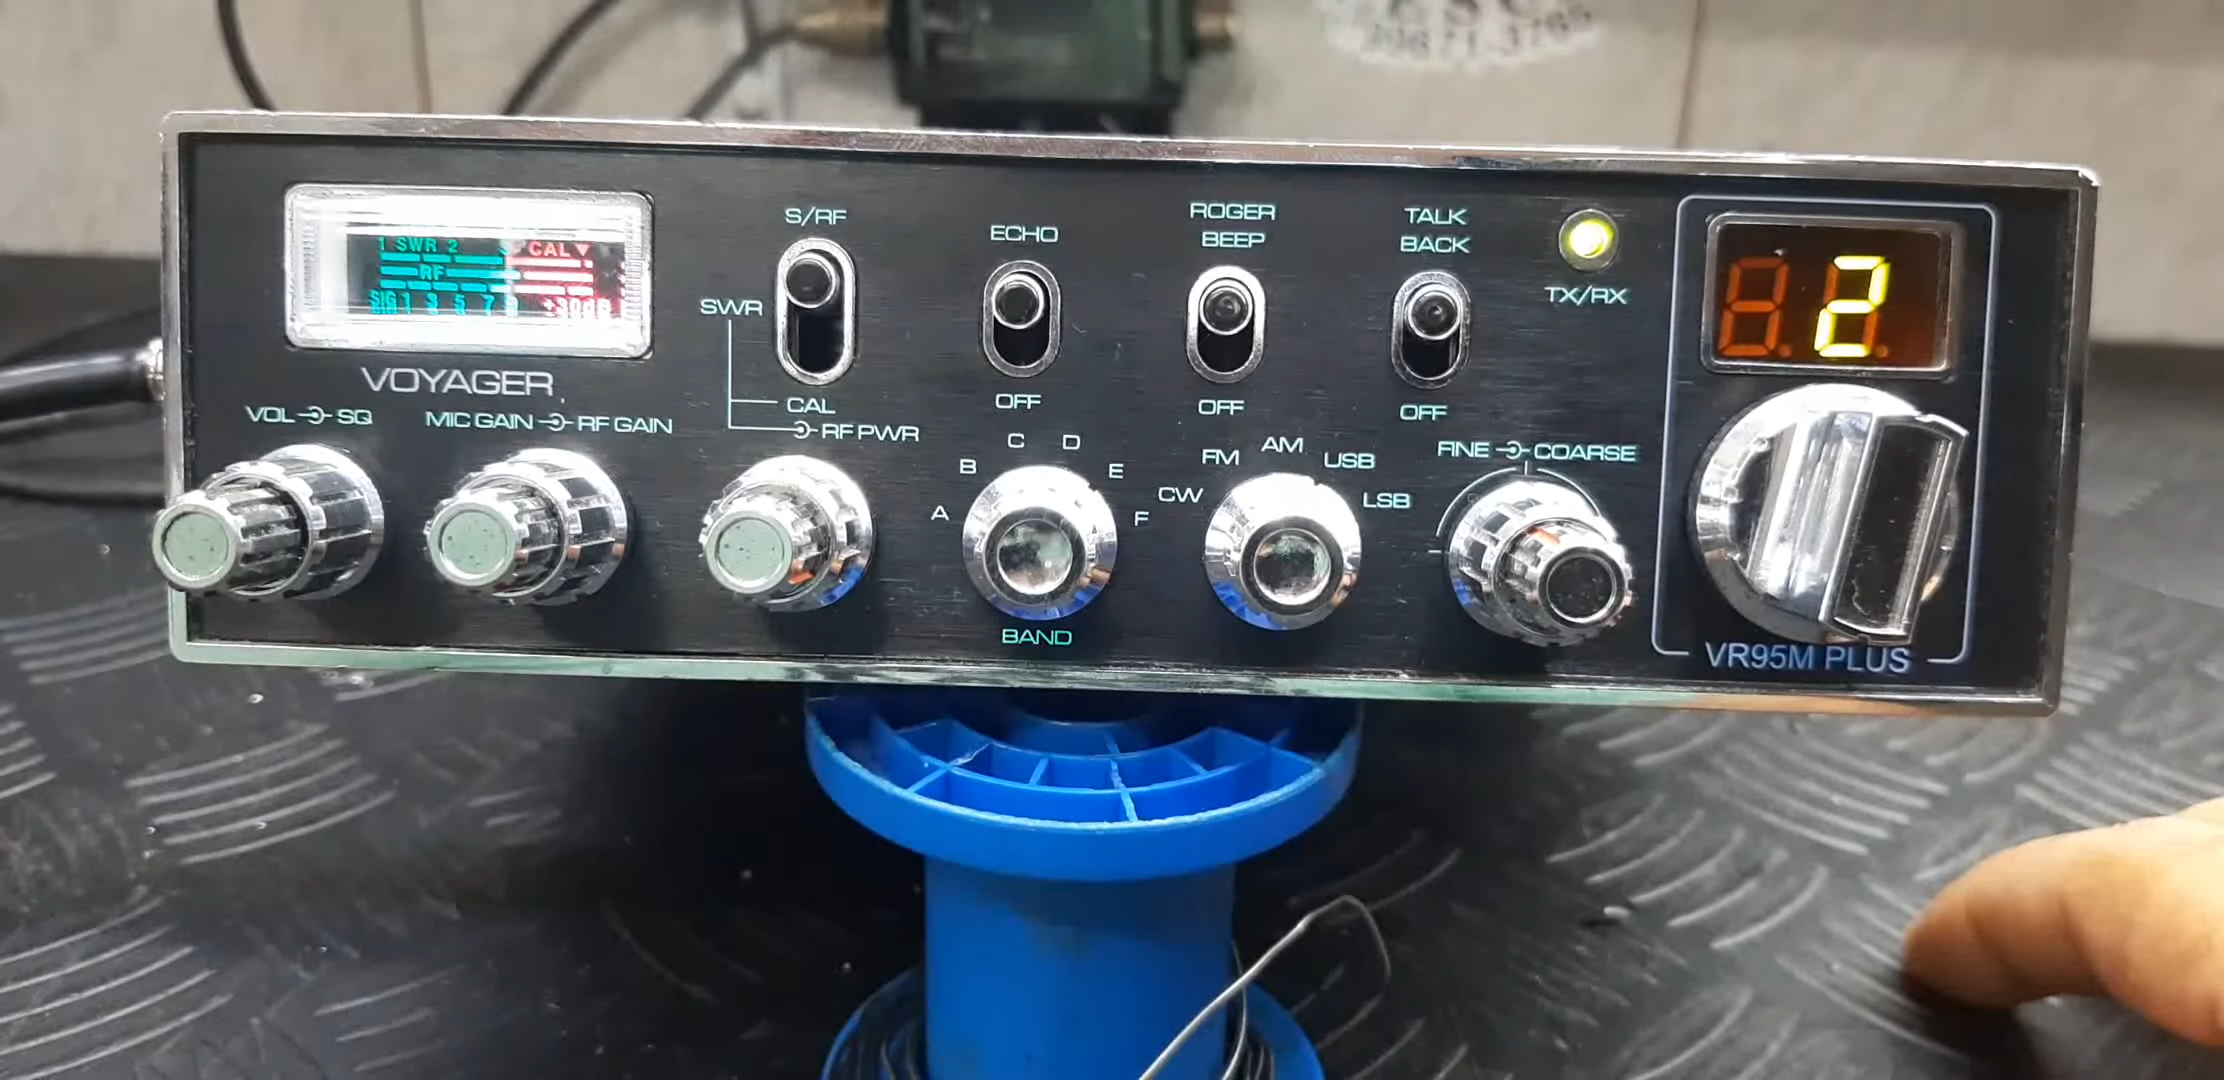 1 SWR 2 CAL▼
RF
SIG 1 3 5 7 9 +30dB
VOYAGER
VOL SQ
MIC GAIN RF GAIN
S/RF
SWR
CAL
RF PWR
ECHO
OFF
ROGER
BEEP
OFF
TALK
BACK
OFF
TX/RX
2
A B C D E F
BAND
CW FM AM USB LSB
FINE COARSE
VR95M PLUS